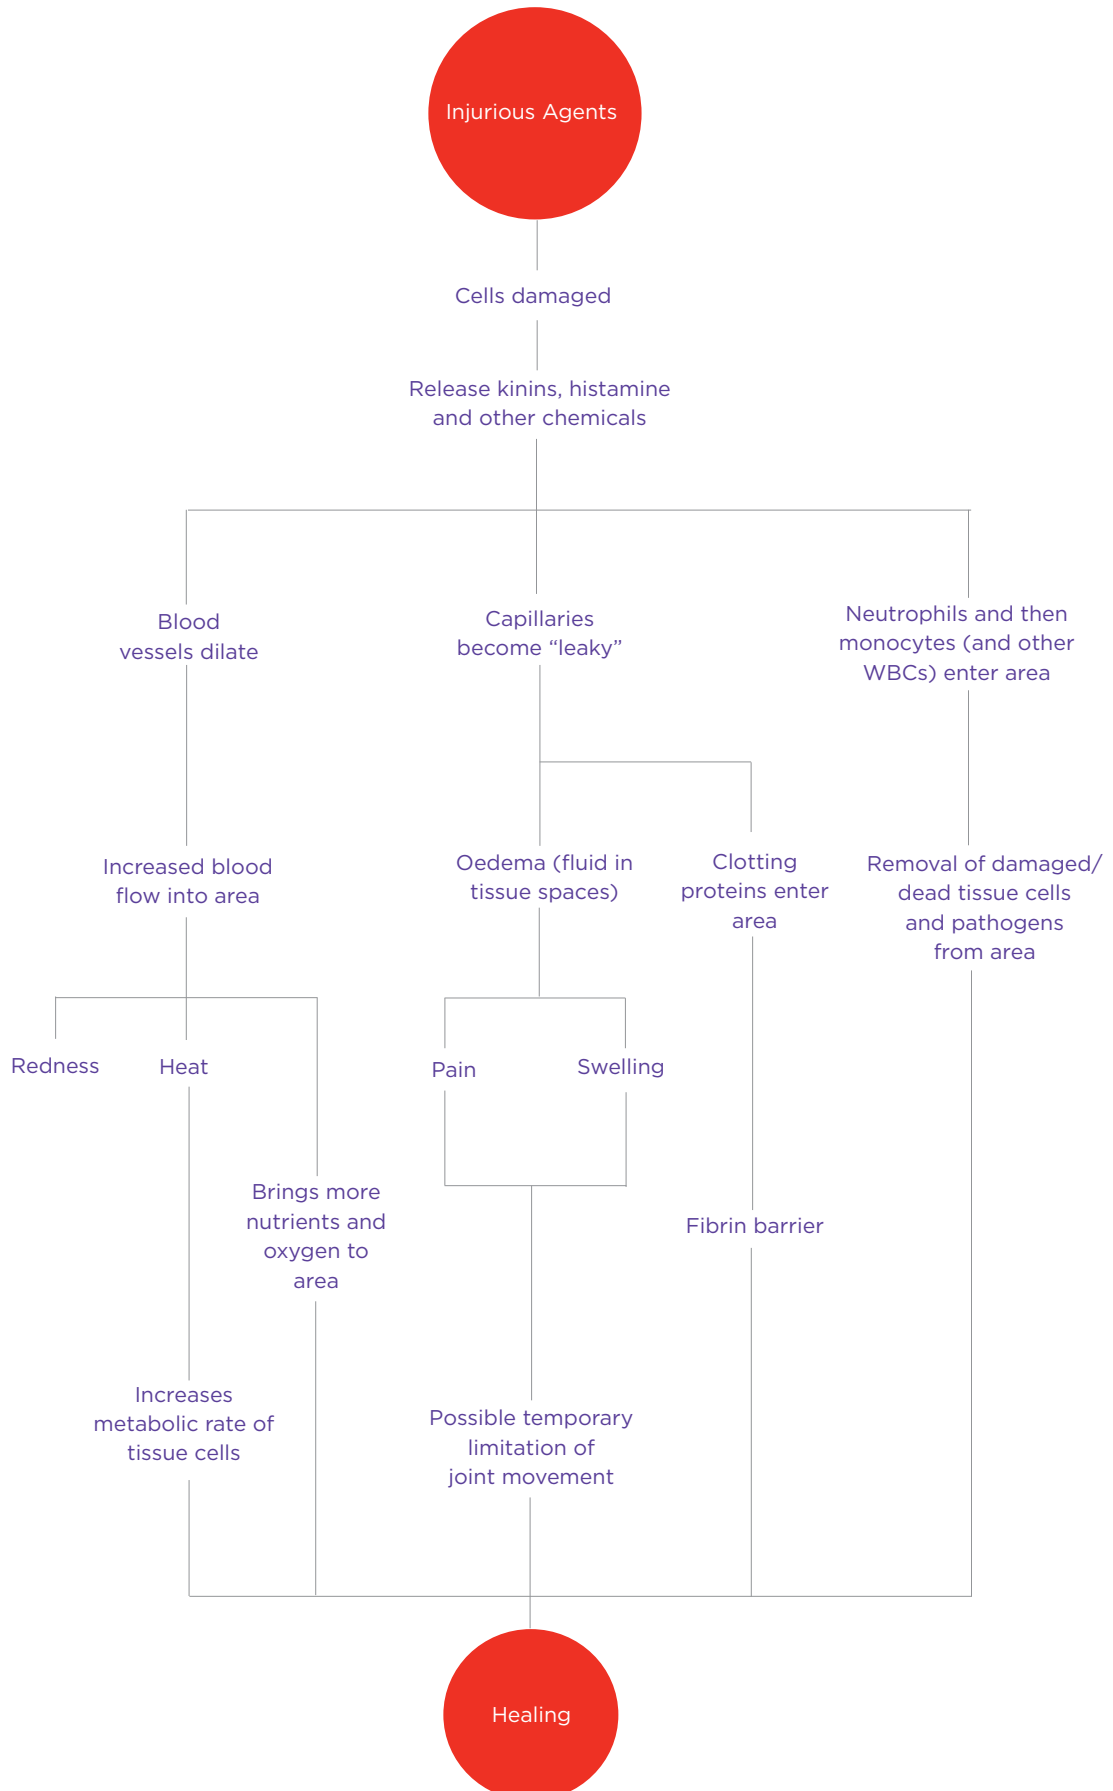 Injurious Agents
Cells damaged
Release kinins, histamine
and other chemicals
Blood
vessels dilate
Capillaries
become “leaky”
Neutrophils and then
monocytes (and other
WBCs) enter area
Increased blood
flow into area
Oedema (fluid in
tissue spaces)
Clotting
proteins enter
area
Removal of damaged/
dead tissue cells
and pathogens
from area
Redness
Heat
Pain
Swelling
Brings more
nutrients and
oxygen to
area
Fibrin barrier
Increases
metabolic rate of
tissue cells
Possible temporary
limitation of
joint movement
Healing